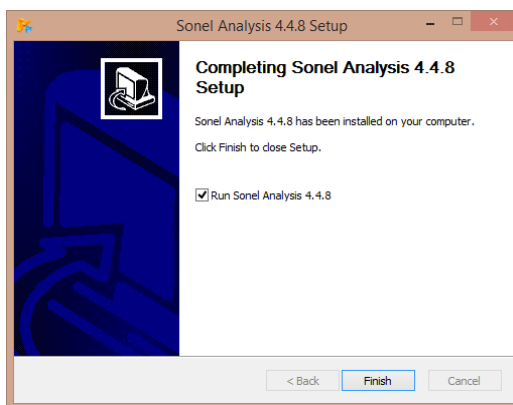 Sonel Analysis 4.4.8 Setup
Completing Sonel Analysis 4.4.8
Setup
Sonel Analysis 4.4.8 has been installed on your computer.
Click Finish to close Setup.
Run Sonel Analysis 4.4.8
< Back Finish Cancel